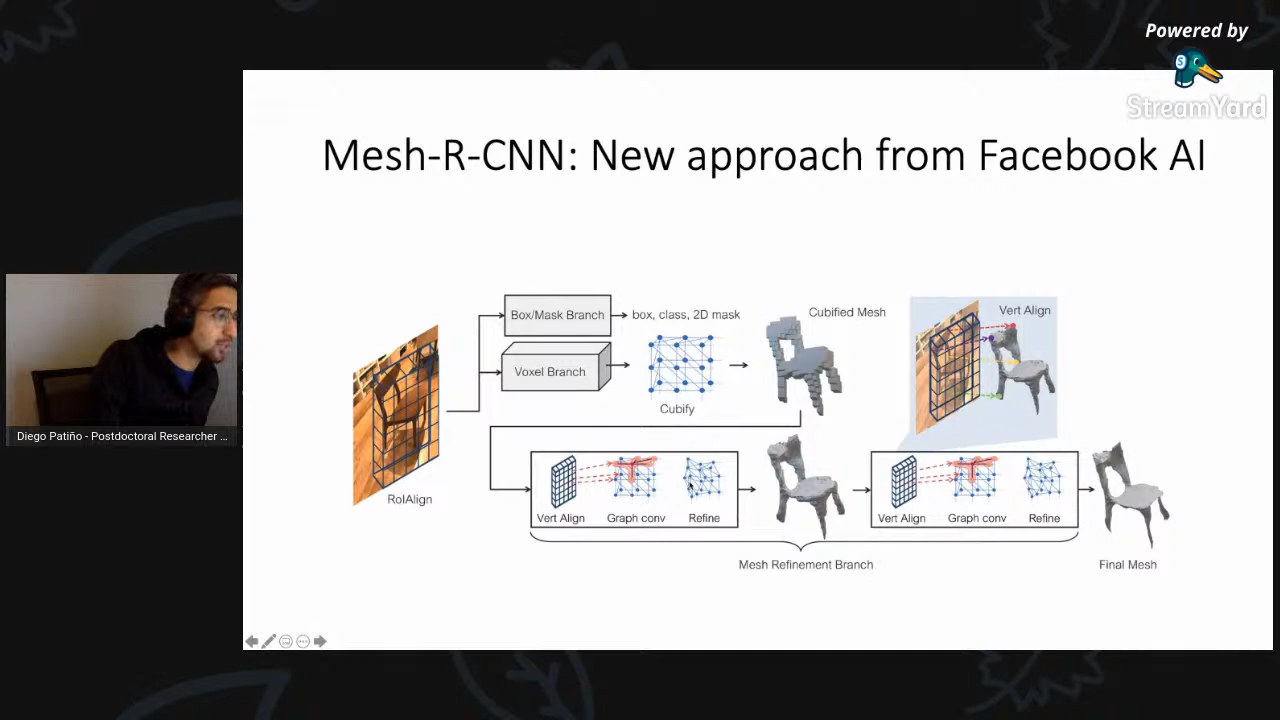 Powered by
StreamYard
Mesh-R-CNN: New approach from Facebook AI
Box/Mask Branch
box, class, 2D mask
Cubified Mesh
Vert Align
Voxel Branch
Cubify
RoIAlign
Vert Align
Graph conv
Refine
Vert Align
Graph conv
Refine
Mesh Refinement Branch
Final Mesh
Diego Patiño - Postdoctoral Researcher ...